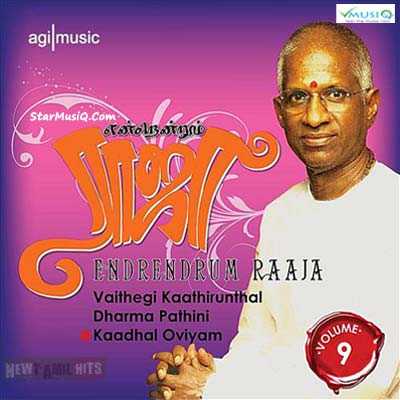 agi|music
VMUSIQ
StarMusiQ.Com
என்றென்றும்
ராஜா
ENDRENDRUM RAAJA
Vaithegi Kaathirunthal
Dharma Pathini
Kaadhal Oviyam
VOLUME
9
NEW TAMIL HITS